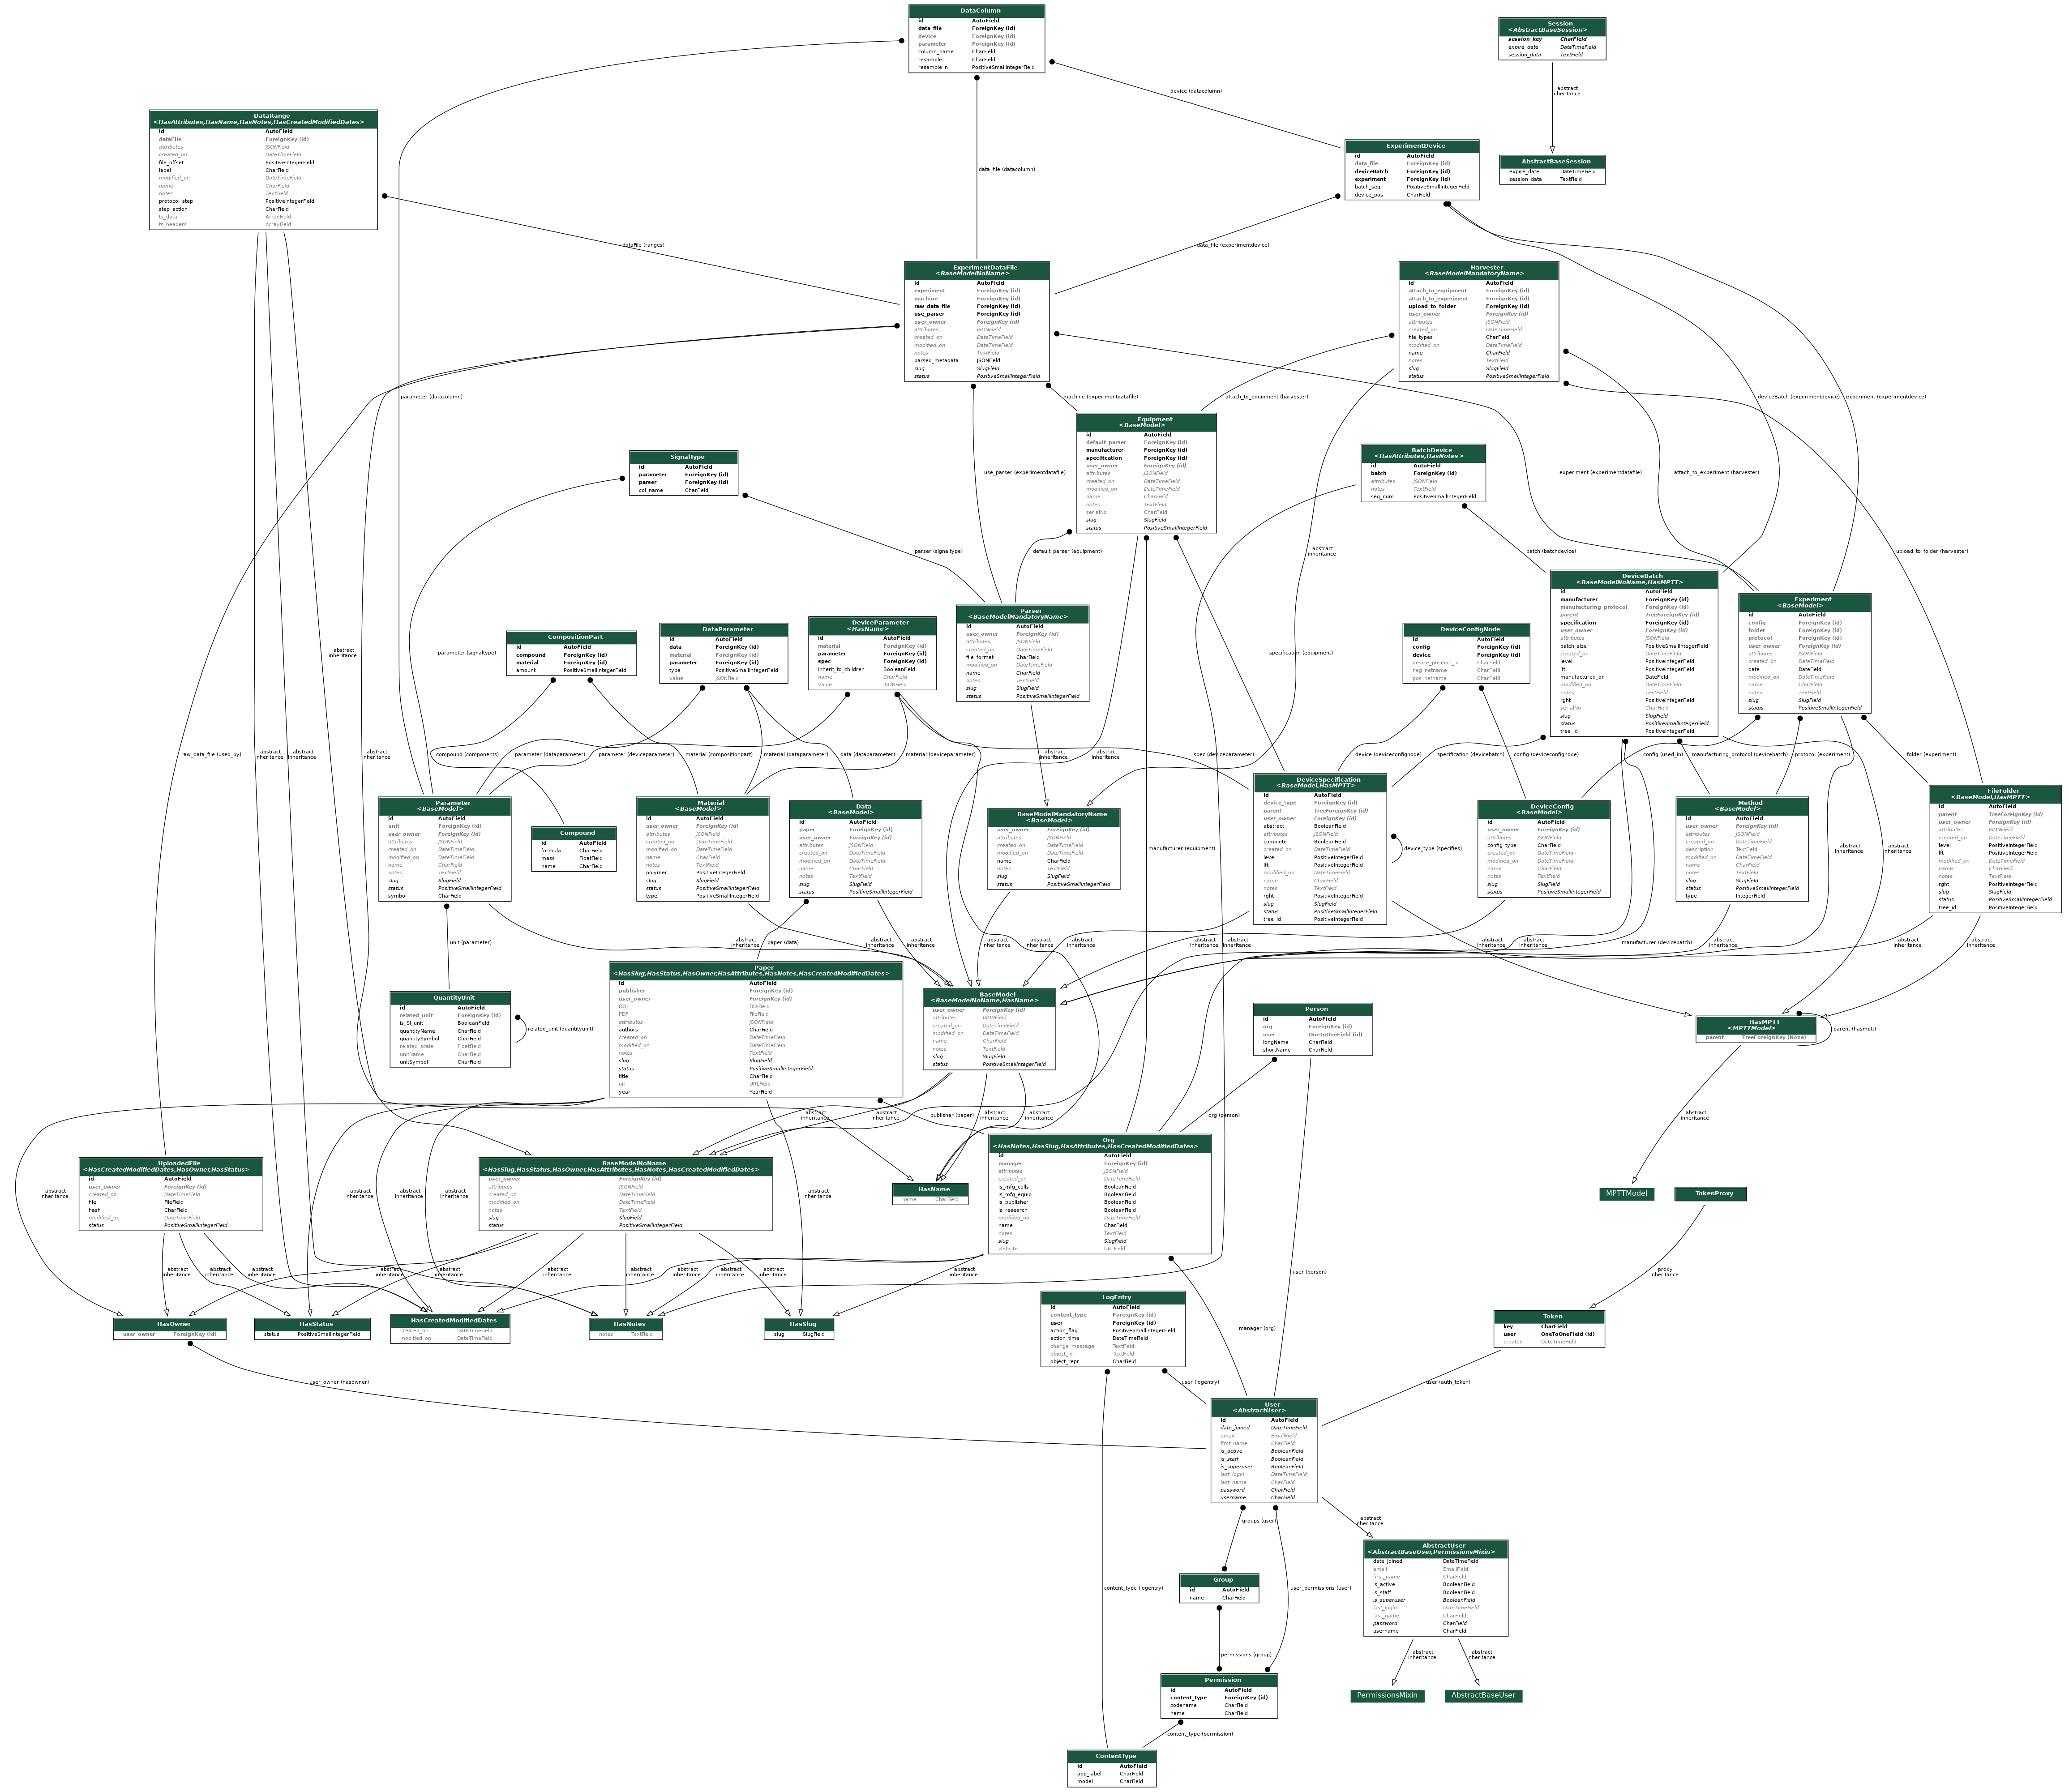 DataColumn
id AutoField
data_file ForeignKey (id)
device ForeignKey (id)
parameter ForeignKey (id)
column_name CharField
resample CharField
resample_n PositiveSmallIntegerField
Session
<AbstractBaseSession>
session_key CharField
expire_date DateTimeField
session_data TextField
abstract
inheritance
AbstractBaseSession
expire_date DateTimeField
session_data TextField
device (datacolumn)
data_file (datacolumn)
DataRange
<HasAttributes,HasName,HasNotes,HasCreatedModifiedDates>
id AutoField
dataFile ForeignKey (id)
attributes JSONField
created_on DateTimeField
file_offset PositiveIntegerField
label CharField
modified_on DateTimeField
name CharField
notes TextField
protocol_step PositiveIntegerField
step_action CharField
ts_data ArrayField
ts_headers ArrayField
ExperimentDevice
id AutoField
data_file ForeignKey (id)
deviceBatch ForeignKey (id)
experiment ForeignKey (id)
batch_seq PositiveSmallIntegerField
device_pos CharField
dataFile (ranges)
data_file (experimentdevice)
ExperimentDataFile
<BaseModelNoName>
id AutoField
experiment ForeignKey (id)
machine ForeignKey (id)
raw_data_file ForeignKey (id)
use_parser ForeignKey (id)
user_owner ForeignKey (id)
attributes JSONField
created_on DateTimeField
modified_on DateTimeField
notes TextField
parsed_metadata JSONField
slug SlugField
status PositiveSmallIntegerField
Harvester
<BaseModelMandatoryName>
id AutoField
attach_to_equipment ForeignKey (id)
attach_to_experiment ForeignKey (id)
upload_to_folder ForeignKey (id)
user_owner ForeignKey (id)
attributes JSONField
created_on DateTimeField
file_types CharField
modified_on DateTimeField
name CharField
notes TextField
slug SlugField
status PositiveSmallIntegerField
parameter (datacolumn)
machine (experimentdatafile)
attach_to_equipment (harvester)
deviceBatch (experimentdevice)
experiment (experimentdevice)
Equipment
<BaseModel>
id AutoField
default_parser ForeignKey (id)
manufacturer ForeignKey (id)
specification ForeignKey (id)
user_owner ForeignKey (id)
attributes JSONField
created_on DateTimeField
modified_on DateTimeField
name CharField
notes TextField
serialNo CharField
slug SlugField
status PositiveSmallIntegerField
SignalType
id AutoField
parameter ForeignKey (id)
parser ForeignKey (id)
col_name CharField
BatchDevice
<HasAttributes,HasNotes>
id AutoField
batch ForeignKey (id)
attributes JSONField
notes TextField
seq_num PositiveSmallIntegerField
use_parser (experimentdatafile)
experiment (experimentdatafile)
attach_to_experiment (harvester)
parser (signaltype)
default_parser (equipment)
abstract
inheritance
batch (batchdevice)
upload_to_folder (harvester)
DeviceBatch
<BaseModelNoName,HasMPTT>
id AutoField
manufacturer ForeignKey (id)
manufacturing_protocol ForeignKey (id)
parent TreeForeignKey (id)
specification ForeignKey (id)
user_owner ForeignKey (id)
attributes JSONField
batch_size PositiveSmallIntegerField
created_on DateTimeField
level PositiveIntegerField
lft PositiveIntegerField
manufactured_on DateField
modified_on DateTimeField
notes TextField
rght PositiveIntegerField
serialNo CharField
slug SlugField
status PositiveSmallIntegerField
tree_id PositiveIntegerField
Experiment
<BaseModel>
id AutoField
config ForeignKey (id)
folder ForeignKey (id)
protocol ForeignKey (id)
user_owner ForeignKey (id)
attributes JSONField
created_on DateTimeField
date DateField
modified_on DateTimeField
name CharField
notes TextField
slug SlugField
status PositiveSmallIntegerField
Parser
<BaseModelMandatoryName>
id AutoField
user_owner ForeignKey (id)
attributes JSONField
created_on DateTimeField
file_format CharField
modified_on DateTimeField
name CharField
notes TextField
slug SlugField
status PositiveSmallIntegerField
DeviceParameter
<HasName>
id AutoField
material ForeignKey (id)
parameter ForeignKey (id)
spec ForeignKey (id)
inherit_to_children BooleanField
name CharField
value JSONField
DataParameter
id AutoField
data ForeignKey (id)
material ForeignKey (id)
parameter ForeignKey (id)
type PositiveSmallIntegerField
value JSONField
CompositionPart
id AutoField
compound ForeignKey (id)
material ForeignKey (id)
amount PositiveSmallIntegerField
DeviceConfigNode
id AutoField
config ForeignKey (id)
device ForeignKey (id)
device_position_id CharField
neg_netname CharField
pos_netname CharField
abstract
inheritance
parameter (signaltype)
specification (equipment)
raw_data_file (used_by)
abstract
inheritance
abstract
inheritance
abstract
inheritance
compound (components)
parameter (dataparameter)
parameter (deviceparameter)
material (compositionpart)
material (dataparameter)
data (dataparameter)
material (deviceparameter)
abstract
inheritance
abstract
inheritance
spec (deviceparameter)
device (deviceconfignode)
specification (devicebatch)
config (deviceconfignode)
config (used_in)
manufacturing_protocol (devicebatch)
protocol (experiment)
folder (experiment)
Parameter
<BaseModel>
id AutoField
unit ForeignKey (id)
user_owner ForeignKey (id)
attributes JSONField
created_on DateTimeField
modified_on DateTimeField
name CharField
notes TextField
slug SlugField
status PositiveSmallIntegerField
symbol CharField
Compound
id AutoField
formula CharField
mass FloatField
name CharField
Material
<BaseModel>
id AutoField
user_owner ForeignKey (id)
attributes JSONField
created_on DateTimeField
modified_on DateTimeField
name CharField
notes TextField
polymer PositiveIntegerField
slug SlugField
status PositiveSmallIntegerField
type PositiveSmallIntegerField
Data
<BaseModel>
id AutoField
paper ForeignKey (id)
user_owner ForeignKey (id)
attributes JSONField
created_on DateTimeField
modified_on DateTimeField
name CharField
notes TextField
slug SlugField
status PositiveSmallIntegerField
BaseModelMandatoryName
<BaseModel>
user_owner ForeignKey (id)
attributes JSONField
created_on DateTimeField
modified_on DateTimeField
name CharField
notes TextField
slug SlugField
status PositiveSmallIntegerField
manufacturer (equipment)
DeviceSpecification
<BaseModel,HasMPTT>
id AutoField
device_type ForeignKey (id)
parent TreeForeignKey (id)
user_owner ForeignKey (id)
abstract BooleanField
attributes JSONField
complete BooleanField
created_on DateTimeField
level PositiveIntegerField
lft PositiveIntegerField
modified_on DateTimeField
name CharField
notes TextField
rght PositiveIntegerField
slug SlugField
status PositiveSmallIntegerField
tree_id PositiveIntegerField
device_type (specifies)
DeviceConfig
<BaseModel>
id AutoField
user_owner ForeignKey (id)
attributes JSONField
config_type CharField
created_on DateTimeField
modified_on DateTimeField
name CharField
notes TextField
slug SlugField
status PositiveSmallIntegerField
Method
<BaseModel>
id AutoField
user_owner ForeignKey (id)
attributes JSONField
created_on DateTimeField
description TextField
modified_on DateTimeField
name CharField
notes TextField
slug SlugField
status PositiveSmallIntegerField
type IntegerField
abstract
inheritance
abstract
inheritance
FileFolder
<BaseModel,HasMPTT>
id AutoField
parent TreeForeignKey (id)
user_owner ForeignKey (id)
attributes JSONField
created_on DateTimeField
level PositiveIntegerField
lft PositiveIntegerField
modified_on DateTimeField
name CharField
notes TextField
rght PositiveIntegerField
slug SlugField
status PositiveSmallIntegerField
tree_id PositiveIntegerField
unit (parameter)
abstract
inheritance
paper (data)
abstract
inheritance
abstract
inheritance
abstract
inheritance
abstract
inheritance
abstract
inheritance
abstract
inheritance
abstract
inheritance
abstract
inheritance
abstract
inheritance
manufacturer (devicebatch)
abstract
inheritance
abstract
inheritance
abstract
inheritance
QuantityUnit
id AutoField
related_unit ForeignKey (id)
is_SI_unit BooleanField
quantityName CharField
quantitySymbol CharField
related_scale FloatField
unitName CharField
unitSymbol CharField
related_unit (quantityunit)
Paper
<HasSlug,HasStatus,HasOwner,HasAttributes,HasNotes,HasCreatedModifiedDates>
id AutoField
publisher ForeignKey (id)
user_owner ForeignKey (id)
DOI DOIField
PDF FileField
attributes JSONField
authors CharField
created_on DateTimeField
modified_on DateTimeField
notes TextField
slug SlugField
status PositiveSmallIntegerField
title CharField
url URLField
year YearField
BaseModel
<BaseModelNoName,HasName>
user_owner ForeignKey (id)
attributes JSONField
created_on DateTimeField
modified_on DateTimeField
name CharField
notes TextField
slug SlugField
status PositiveSmallIntegerField
Person
id AutoField
org ForeignKey (id)
user OneToOneField (id)
longName CharField
shortName CharField
HasMPTT
<MPTTModel>
parent TreeForeignKey (None)
parent (hasmptt)
abstract
inheritance
abstract
inheritance
publisher (paper)
abstract
inheritance
abstract
inheritance
org (person)
abstract
inheritance
UploadedFile
<HasCreatedModifiedDates,HasOwner,HasStatus>
id AutoField
user_owner ForeignKey (id)
created_on DateTimeField
file FileField
hash CharField
modified_on DateTimeField
status PositiveSmallIntegerField
BaseModelNoName
<HasSlug,HasStatus,HasOwner,HasAttributes,HasNotes,HasCreatedModifiedDates>
user_owner ForeignKey (id)
attributes JSONField
created_on DateTimeField
modified_on DateTimeField
notes TextField
slug SlugField
status PositiveSmallIntegerField
HasName
name CharField
Org
<HasNotes,HasSlug,HasAttributes,HasCreatedModifiedDates>
id AutoField
manager ForeignKey (id)
attributes JSONField
created_on DateTimeField
is_mfg_cells BooleanField
is_mfg_equip BooleanField
is_publisher BooleanField
is_research BooleanField
modified_on DateTimeField
name CharField
notes TextField
slug SlugField
website URLField
MPTTModel
TokenProxy
abstract
inheritance
abstract
inheritance
abstract
inheritance
abstract
inheritance
abstract
inheritance
abstract
inheritance
abstract
inheritance
abstract
inheritance
abstract
inheritance
abstract
inheritance
abstract
inheritance
abstract
inheritance
abstract
inheritance
abstract
inheritance
abstract
inheritance
abstract
inheritance
user (person)
proxy
inheritance
HasOwner
user_owner ForeignKey (id)
HasStatus
status PositiveSmallIntegerField
HasCreatedModifiedDates
created_on DateTimeField
modified_on DateTimeField
HasNotes
notes TextField
HasSlug
slug SlugField
LogEntry
id AutoField
content_type ForeignKey (id)
user ForeignKey (id)
action_flag PositiveSmallIntegerField
action_time DateTimeField
change_message TextField
object_id TextField
object_repr CharField
manager (org)
Token
key CharField
user OneToOneField (id)
created DateTimeField
user_owner (hasowner)
user (logentry)
user (auth_token)
User
<AbstractUser>
id AutoField
date_joined DateTimeField
email EmailField
first_name CharField
is_active BooleanField
is_staff BooleanField
is_superuser BooleanField
last_login DateTimeField
last_name CharField
password CharField
username CharField
groups (user)
abstract
inheritance
AbstractUser
<AbstractBaseUser,PermissionsMixin>
date_joined DateTimeField
email EmailField
first_name CharField
is_active BooleanField
is_staff BooleanField
is_superuser BooleanField
last_login DateTimeField
last_name CharField
password CharField
username CharField
content_type (logentry)
Group
id AutoField
name CharField
user_permissions (user)
permissions (group)
abstract
inheritance
abstract
inheritance
Permission
id AutoField
content_type ForeignKey (id)
codename CharField
name CharField
PermissionsMixin
AbstractBaseUser
content_type (permission)
ContentType
id AutoField
app_label CharField
model CharField